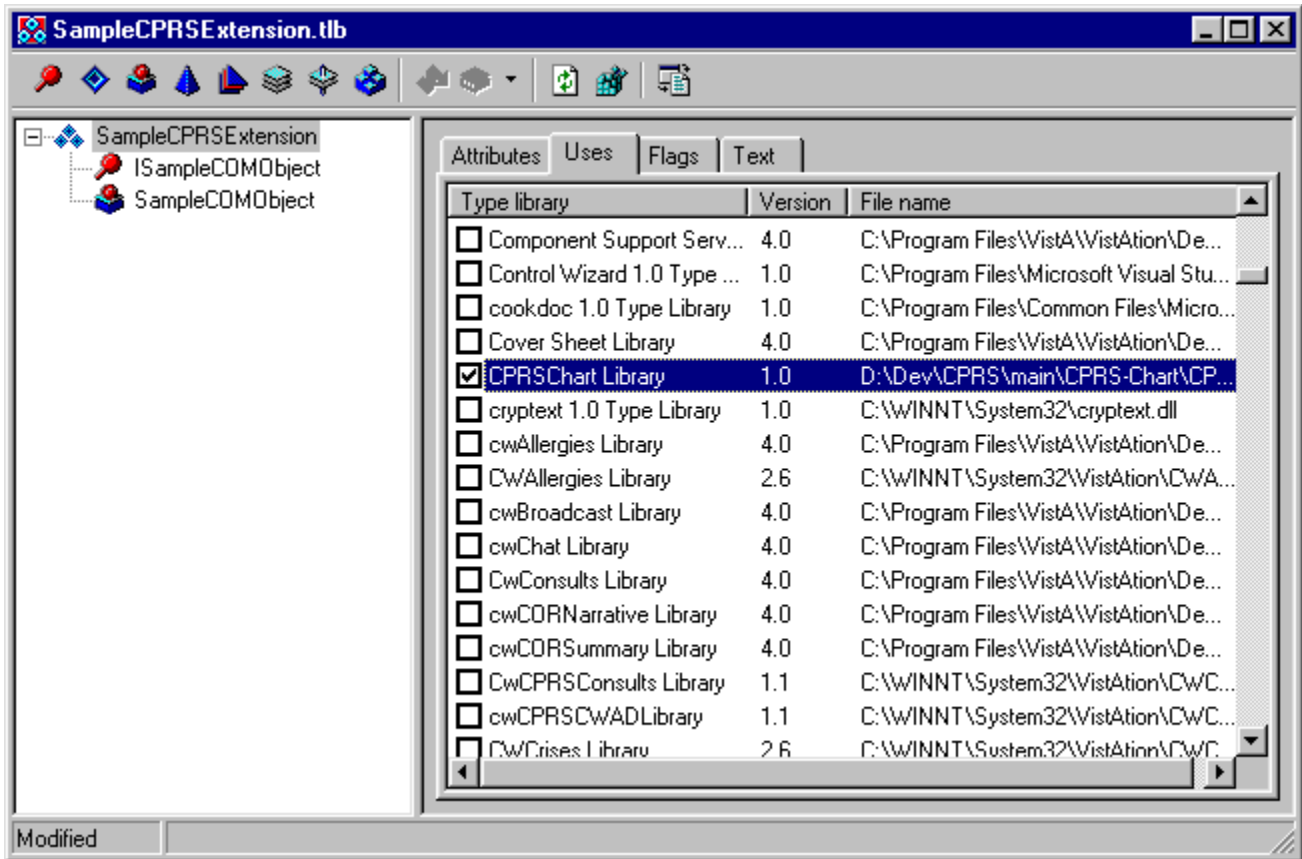 SampleCPRSExtension.tlb
SampleCPRSExtension
ISampleCOMObject
SampleCOMObject
Attributes Uses Flags Text
Type library Version File name
Component Support Serv... 4.0 C:\Program Files\VistA\VistAtion\De...
Control Wizard 1.0 Type ... 1.0 C:\Program Files\Microsoft Visual Stu...
cookdoc 1.0 Type Library 1.0 C:\Program Files\Common Files\Micro...
Cover Sheet Library 4.0 C:\Program Files\VistA\VistAtion\De...
CPRSChart Library 1.0 D:\Dev\CPRS\main\CPRS-Chart\CP...
cryptext 1.0 Type Library 1.0 C:\WINNT\System32\cryptext.dll
cwAllergies Library 4.0 C:\Program Files\VistA\VistAtion\De...
CWAllergies Library 2.6 C:\WINNT\System32\VistAtion\CWA...
cwBroadcast Library 4.0 C:\Program Files\VistA\VistAtion\De...
cwChat Library 4.0 C:\Program Files\VistA\VistAtion\De...
CwConsults Library 4.0 C:\Program Files\VistA\VistAtion\De...
cwCORNarrative Library 4.0 C:\Program Files\VistA\VistAtion\De...
cwCORSummary Library 4.0 C:\Program Files\VistA\VistAtion\De...
CwCPRSConsults Library 1.1 C:\WINNT\System32\VistAtion\CWC...
cwCPRSCWADLibrary 1.1 C:\WINNT\System32\VistAtion\CWC...
CWCrises Library 2.6 C:\WINNT\System32\VistAtion\CWC
Modified